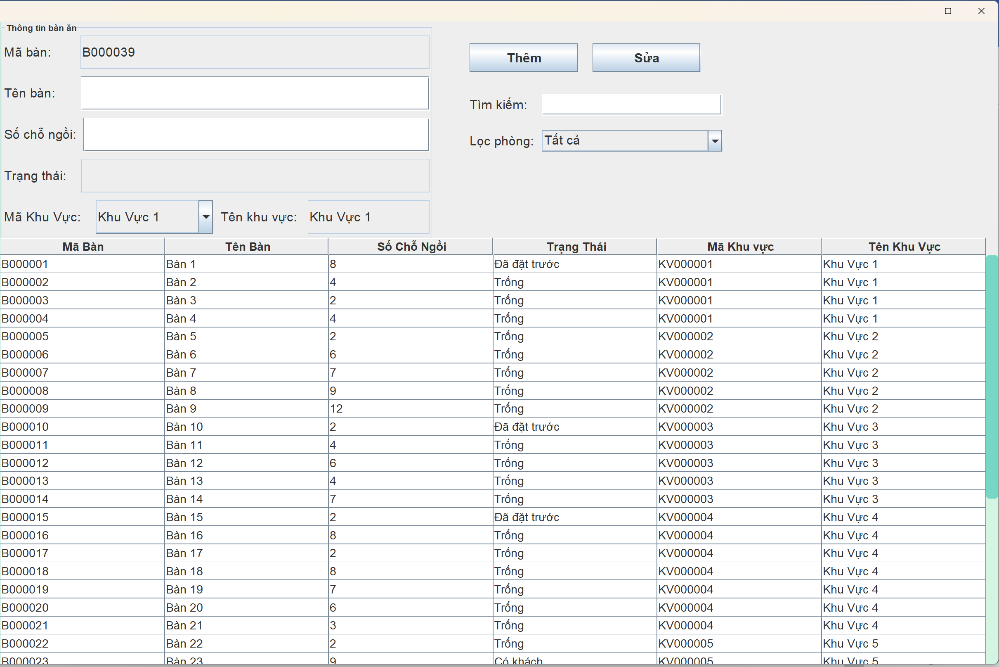 Thông tin bàn ăn
Mã bàn: B000039
Tên bàn:
Số chỗ ngồi:
Trạng thái:
Mã Khu Vực: Khu Vực 1 Tên khu vực: Khu Vực 1
Thêm Sửa
Tìm kiếm:
Lọc phòng: Tất cả
Mã Bàn Tên Bàn Số Chỗ Ngồi Trạng Thái Mã Khu vực Tên Khu Vực
B000001 Bàn 1 8 Đã đặt trước KV000001 Khu Vực 1
B000002 Bàn 2 4 Trống KV000001 Khu Vực 1
B000003 Bàn 3 2 Trống KV000001 Khu Vực 1
B000004 Bàn 4 4 Trống KV000001 Khu Vực 1
B000005 Bàn 5 2 Trống KV000002 Khu Vực 2
B000006 Bàn 6 6 Trống KV000002 Khu Vực 2
B000007 Bàn 7 7 Trống KV000002 Khu Vực 2
B000008 Bàn 8 9 Trống KV000002 Khu Vực 2
B000009 Bàn 9 12 Trống KV000002 Khu Vực 2
B000010 Bàn 10 2 Đã đặt trước KV000003 Khu Vực 3
B000011 Bàn 11 4 Trống KV000003 Khu Vực 3
B000012 Bàn 12 6 Trống KV000003 Khu Vực 3
B000013 Bàn 13 4 Trống KV000003 Khu Vực 3
B000014 Bàn 14 7 Trống KV000003 Khu Vực 3
B000015 Bàn 15 2 Đã đặt trước KV000004 Khu Vực 4
B000016 Bàn 16 8 Trống KV000004 Khu Vực 4
B000017 Bàn 17 2 Trống KV000004 Khu Vực 4
B000018 Bàn 18 8 Trống KV000004 Khu Vực 4
B000019 Bàn 19 7 Trống KV000004 Khu Vực 4
B000020 Bàn 20 6 Trống KV000004 Khu Vực 4
B000021 Bàn 21 3 Trống KV000004 Khu Vực 4
B000022 Bàn 22 2 Trống KV000005 Khu Vực 5
B000023 Bàn 23 9 Có khách KV000005 Khu Vực 5